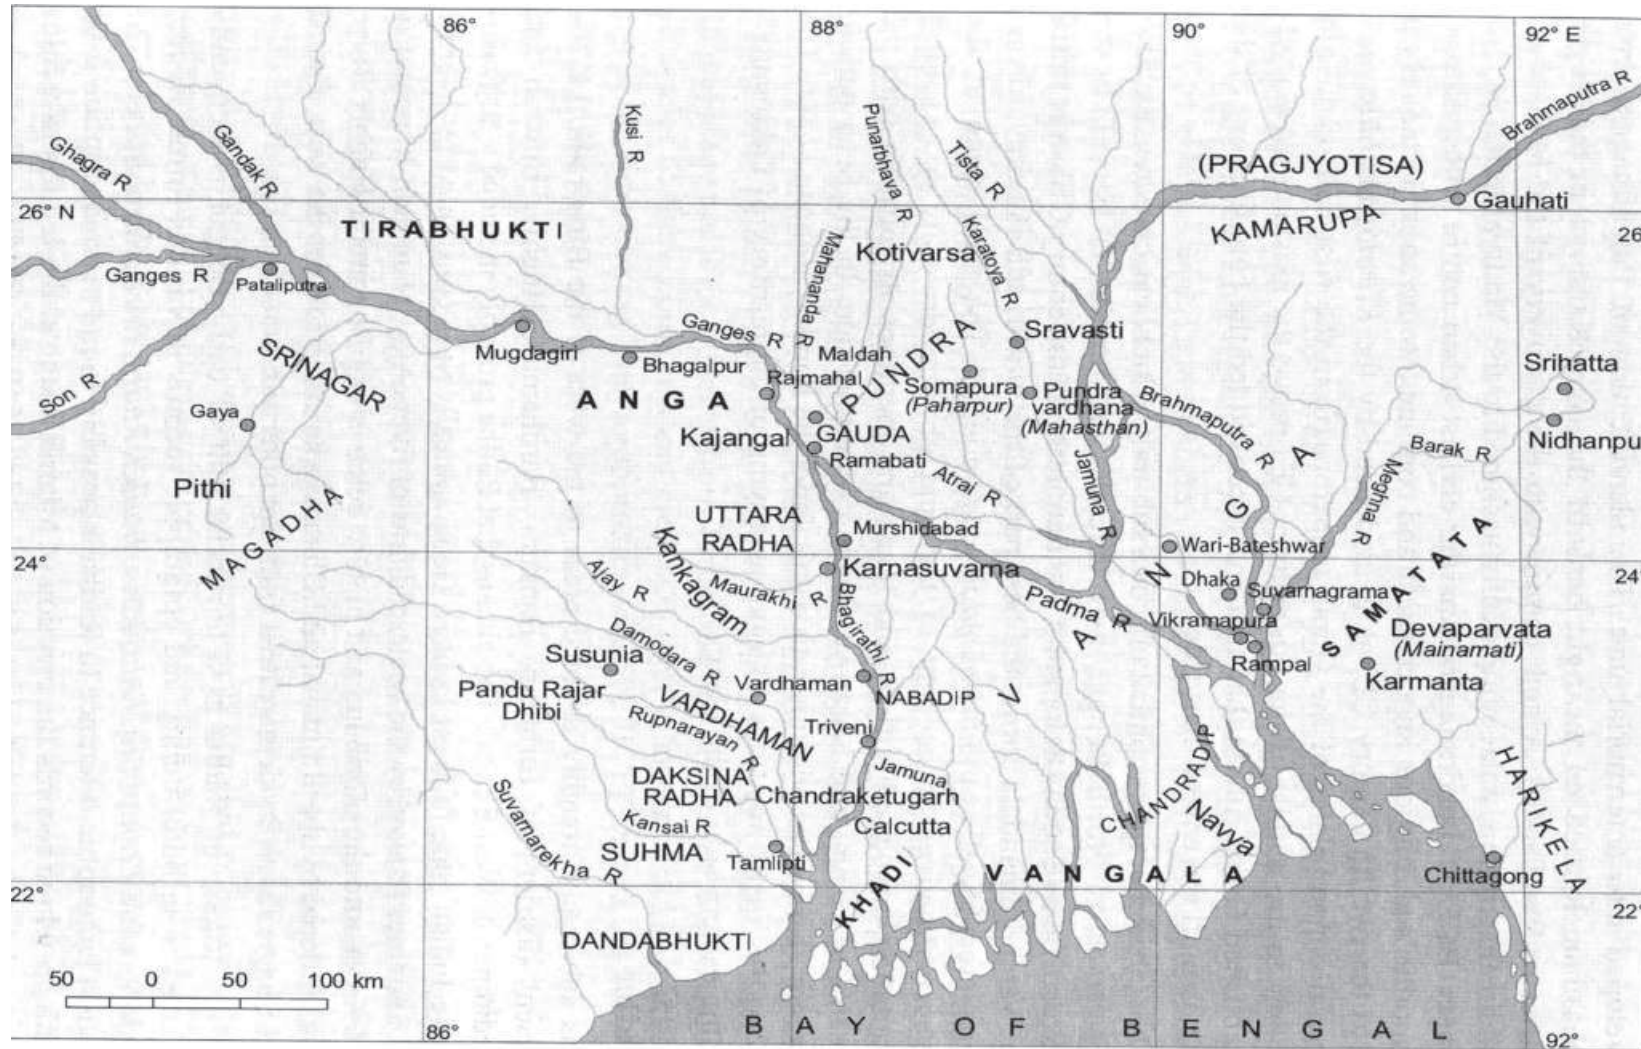 86°
88°
90°
92° E
Brahmaputra R
Kusi R
Punarbhava R
Tista R
Gandak R
Ghagra R
(PRAGJYOTISA)
Gauhati
26° N
TIRABHUKTI
KAMARUPA
26
Mahananda R
Kotivarsa
Karatoya R
Ganges R
Pataliputra
Ganges R
Mugdagiri
Bhagalpur
Maldah
Rajmahal
PUNDRA
Sravasti
Srihatta
SRINAGAR
Son R
Gaya
ANGA
Somapura
(Paharpur)
Pundra
vardhana
(Mahasthan)
Brahmaputra R
Nidhanpu
Kajangal
GAUDA
Ramabati
Barak R
Pithi
Atrai R
Jamuna R
Meghna R
MAGADHA
UTTARA
RADHA
Murshidabad
Wari-Bateshwar
24°
Kankagram
Karnasuvarna
24°
Ajay R
Maurakhi R
Bhagirathi R
Padma R
Dhaka
Suvarnagrama
VANGA
SAMATATA
Damodara R
Vikramapura
Devaparvata
(Mainamati)
Susunia
Rampal
Karmanta
Pandu Rajar
Dhibi
Vardhaman
NABADIP
VARDHAMAN
Rupnarayan R
Triveni
Jamuna
DAKSINA
RADHA
Chandraketugarh
CHANDRADIP
Navya
HARIKELA
Suvarnarekha R
Kansai R
Calcutta
SUHMA
Tamlipti
22°
KHADI
VANGALA
Chittagong
22°
DANDABHUKTI
50 0 50 100 km
86°
BAY OF BENGAL
92°